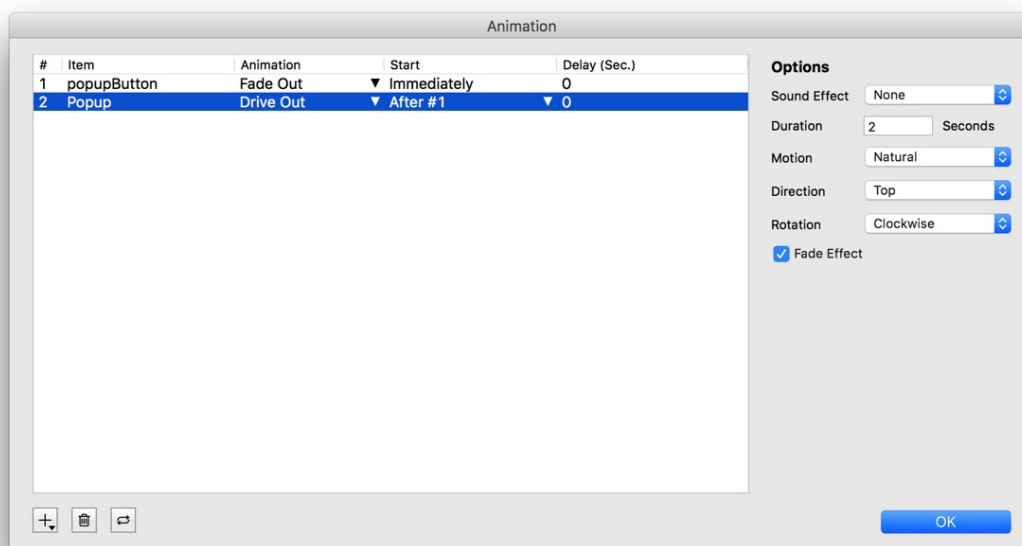 Animation
# Item Animation Start Delay (Sec.)
1 popupButton Fade Out ▼ Immediately 0
2 Popup Drive Out ▼ After #1 ▼ 0
Options
Sound Effect None
Duration 2 Seconds
Motion Natural
Direction Top
Rotation Clockwise
Fade Effect
OK